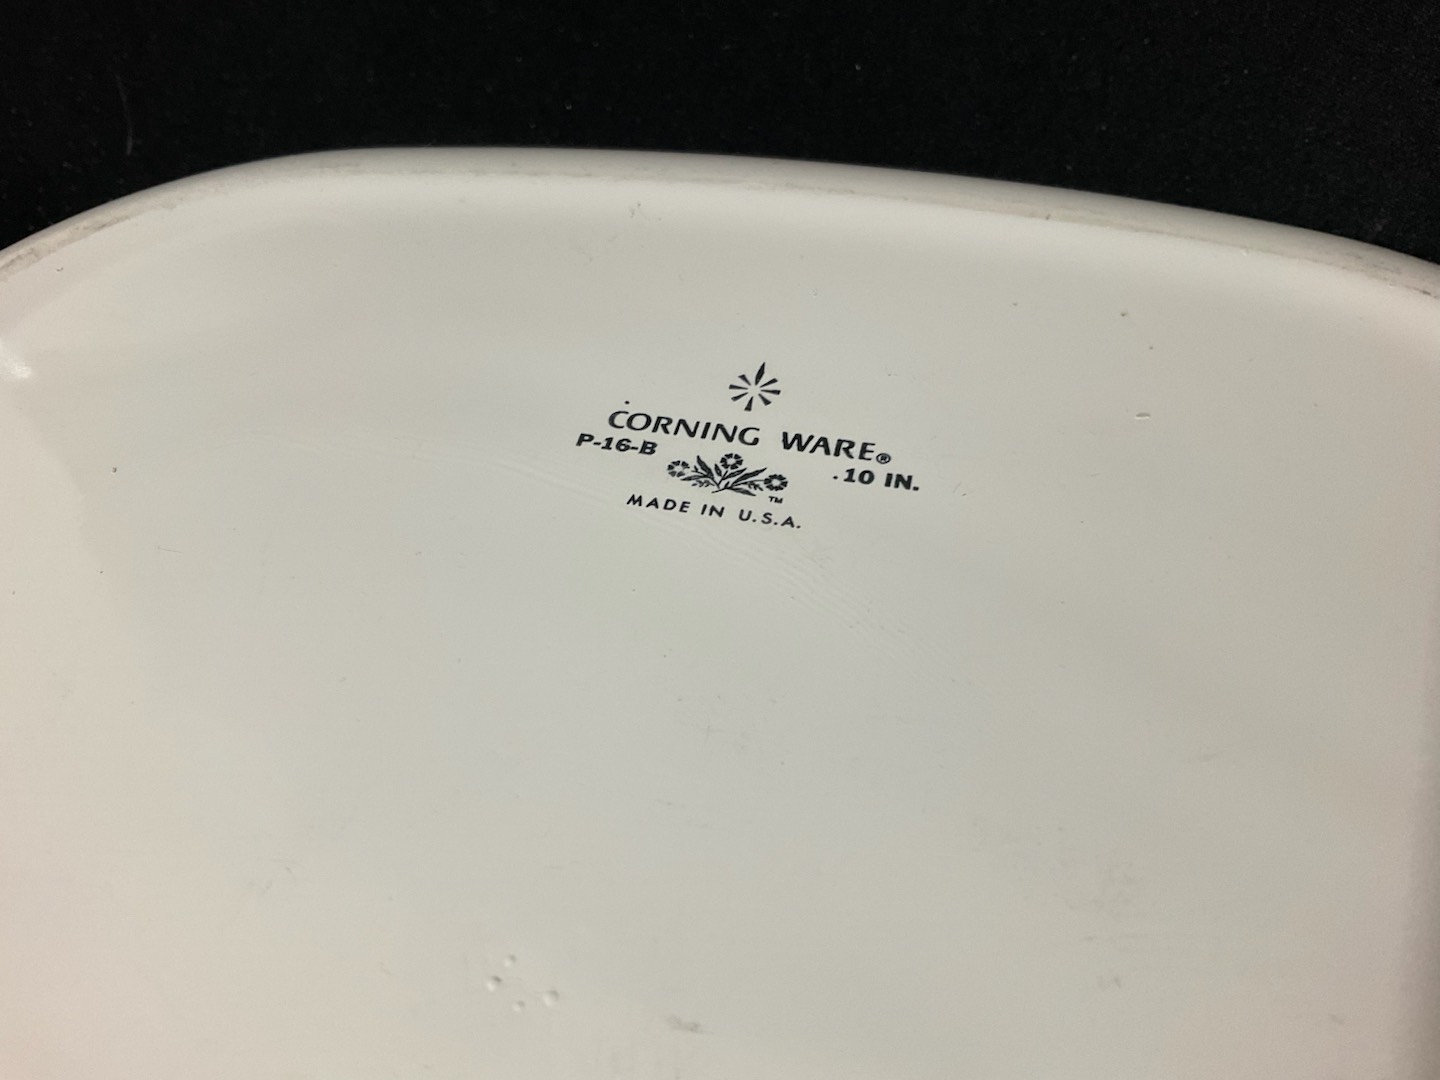 CORNING WARE®
P-16-B 10 IN.
TM
MADE IN U.S.A.